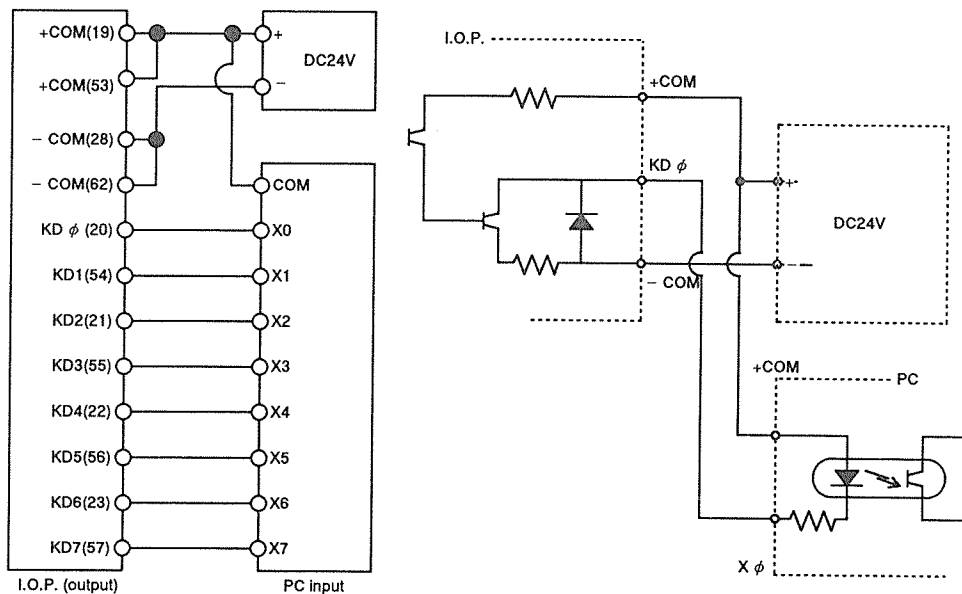 +COM(19)
+COM(53)
− COM(28)
− COM(62)
KD ϕ (20)
KD1(54)
KD2(21)
KD3(55)
KD4(22)
KD5(56)
KD6(23)
KD7(57)
I.O.P. (output)
+
−
DC24V
COM
X0
X1
X2
X3
X4
X5
X6
X7
PC input
I.O.P.
+COM
KD ϕ
− COM
+
−
DC24V
+COM
PC
X ϕ